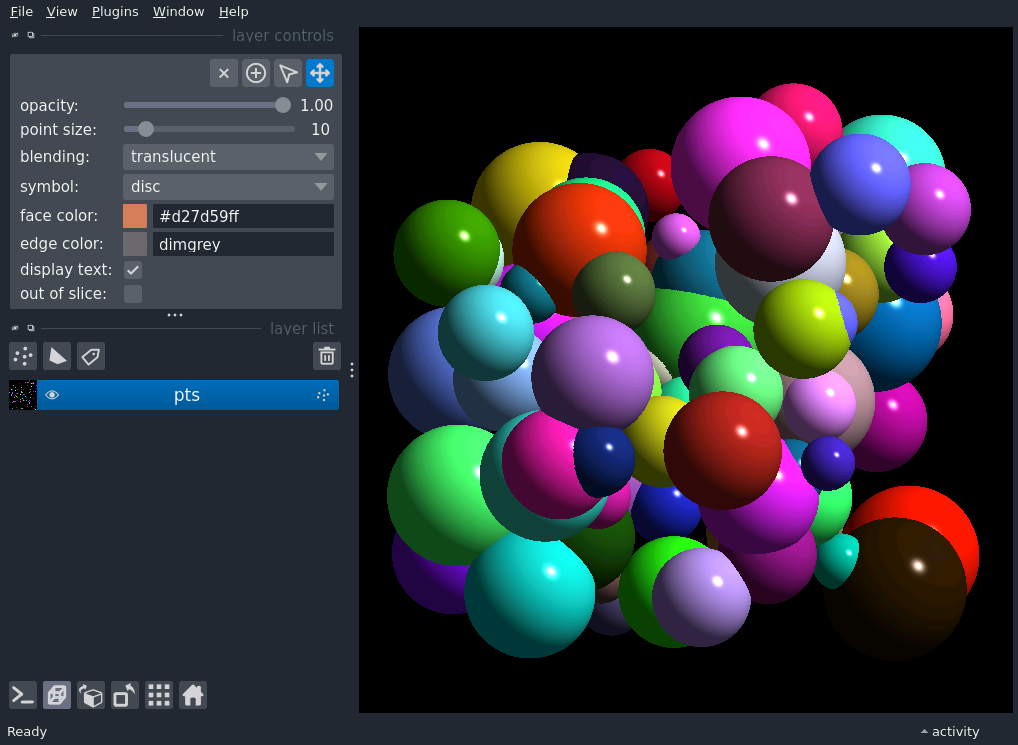 File View Plugins Window Help
layer controls
opacity: 1.00
point size: 10
blending: translucent
symbol: disc
face color: #d27d59ff
edge color: dimgrey
display text:
out of slice:
layer list
pts
Ready
activity